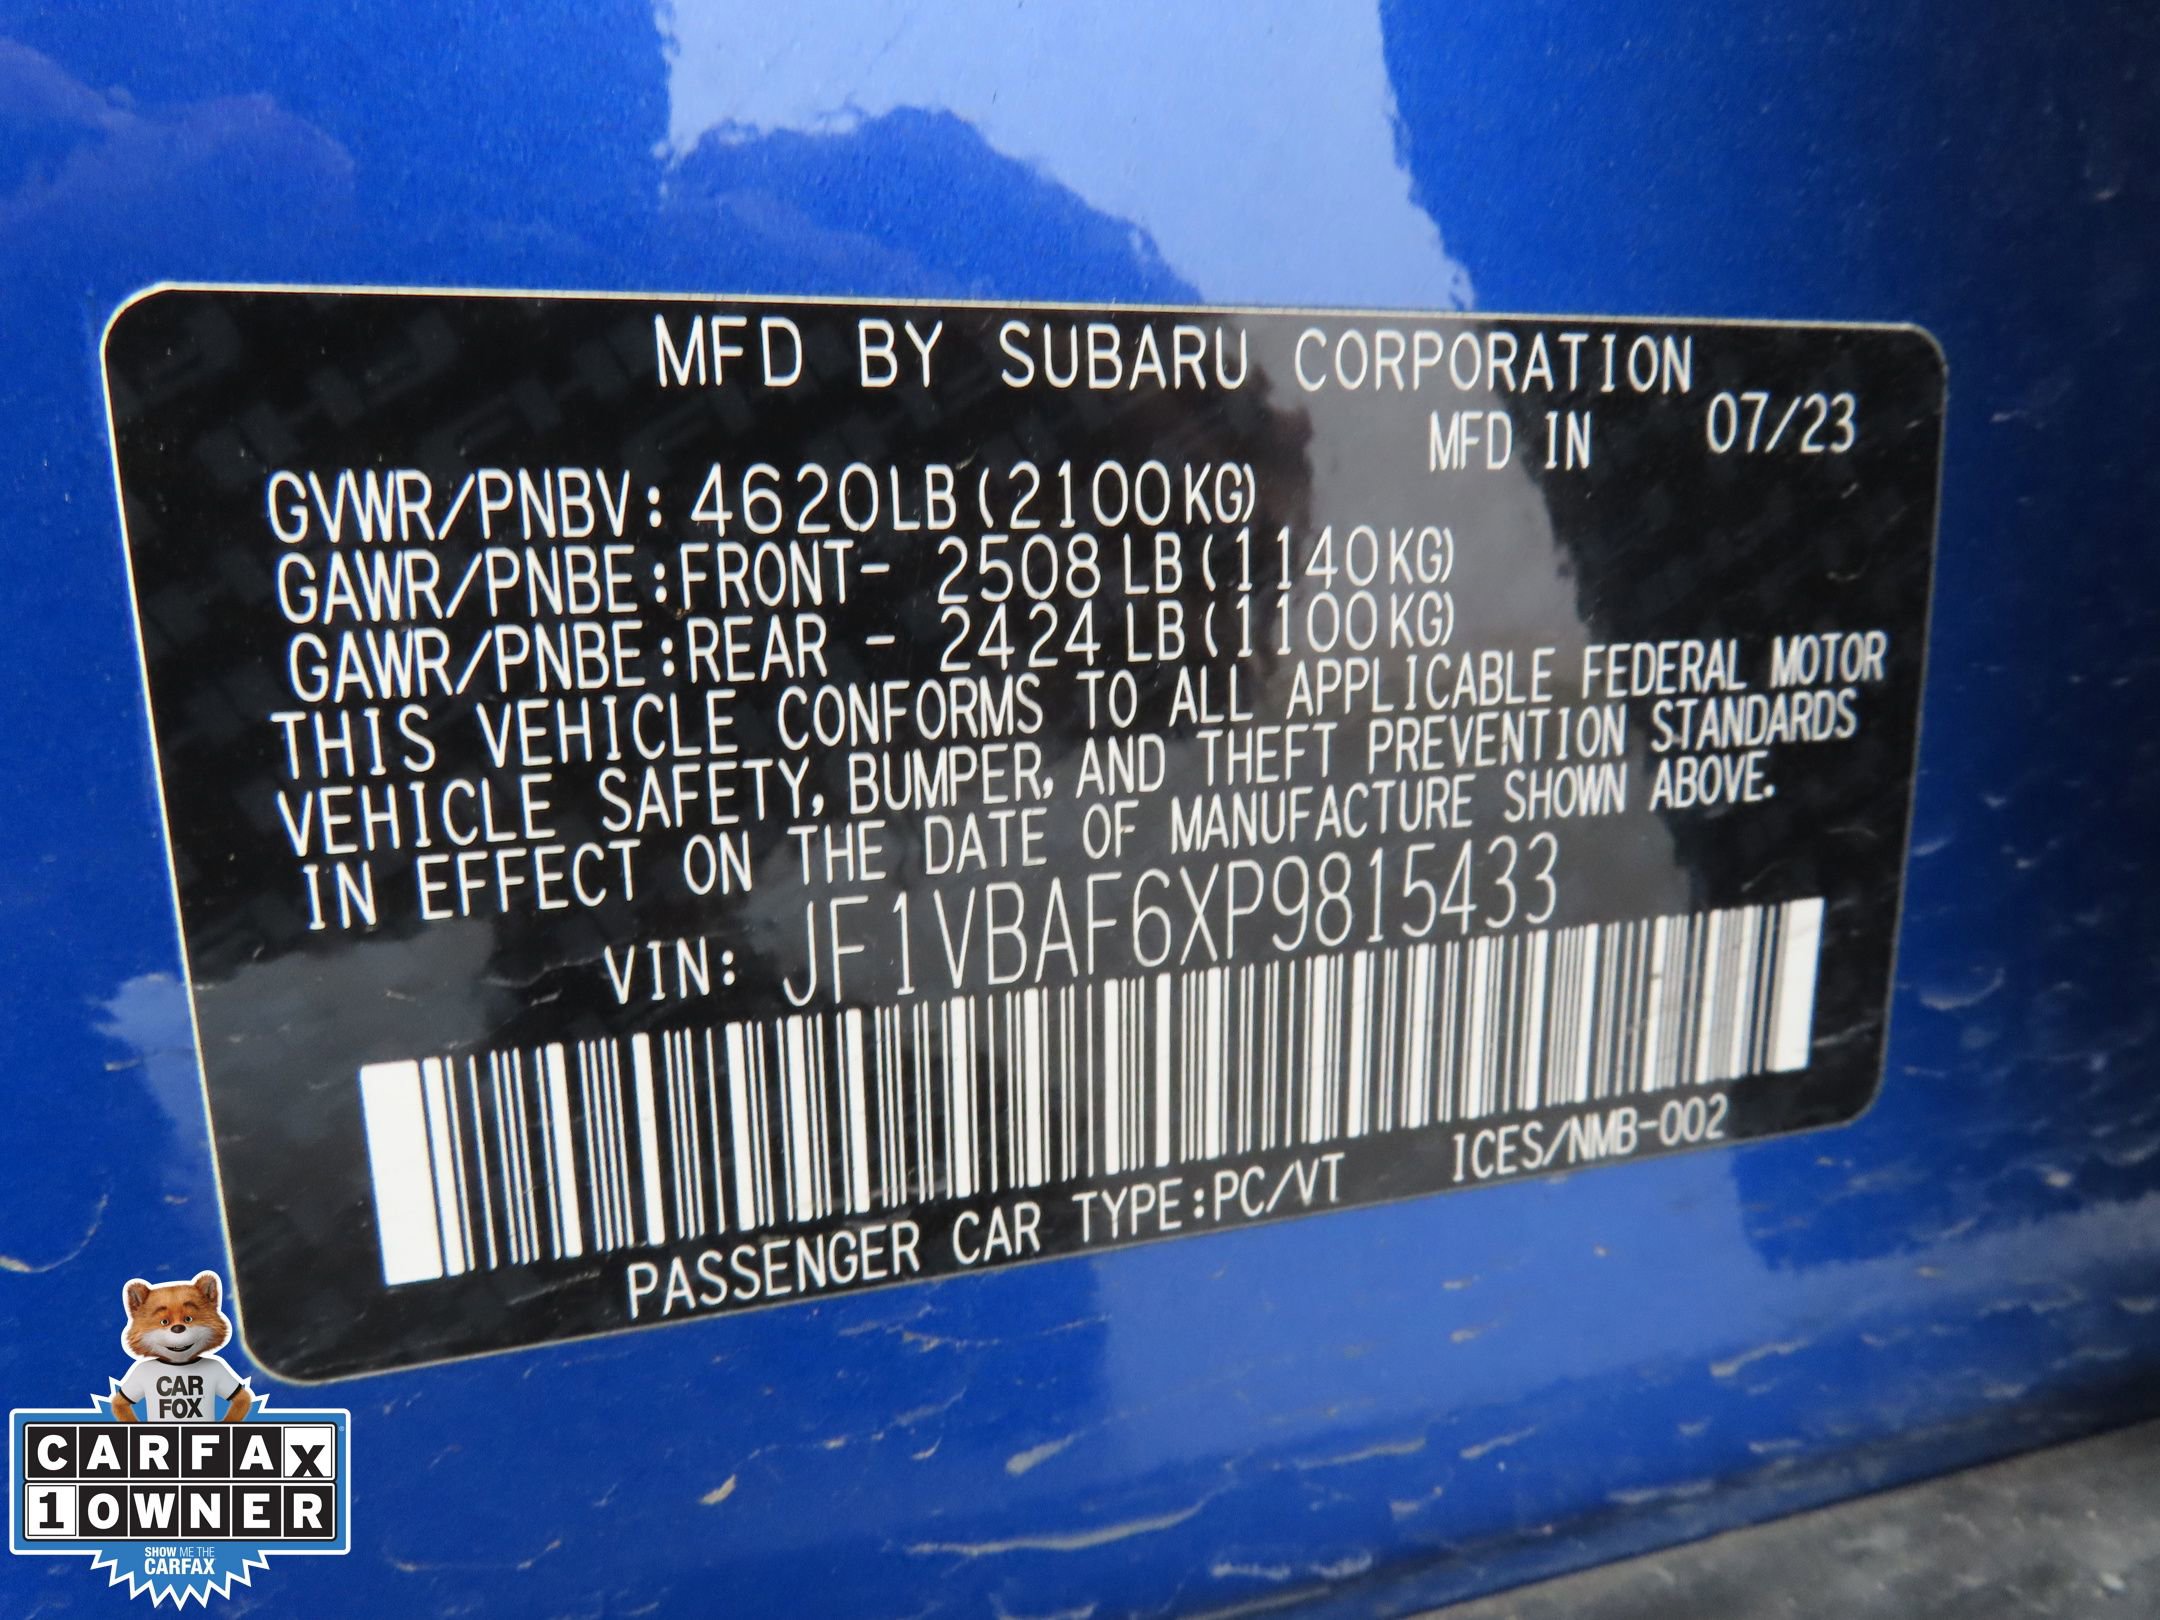 MFD BY SUBARU CORPORATION
MFD IN 07/23
GVWR/PNBV: 4620LB (2100KG)
GAWR/PNBE:FRONT- 2508 LB (1140KG)
GAWR/PNBE:REAR - 2424 LB (1100KG)
THIS VEHICLE CONFORMS TO ALL APPLICABLE FEDERAL MOTOR
VEHICLE SAFETY, BUMPER, AND THEFT PREVENTION STANDARDS
IN EFFECT ON THE DATE OF MANUFACTURE SHOWN ABOVE.
VIN: JF1VBAF6XP9815433
PASSENGER CAR TYPE:PC/VT ICES/NMB-002
CAR
FOX
CARFAX
1 OWNER
SHOW ME THE
CARFAX